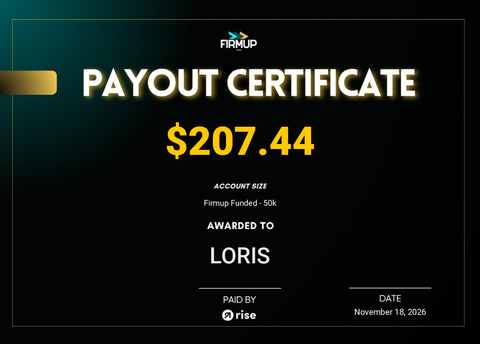 FIRMUP
PAYOUT CERTIFICATE
$207.44
ACCOUNT SIZE
Firmup Funded - 50k
AWARDED TO
LORIS
PAID BY
rise
DATE
November 18, 2026